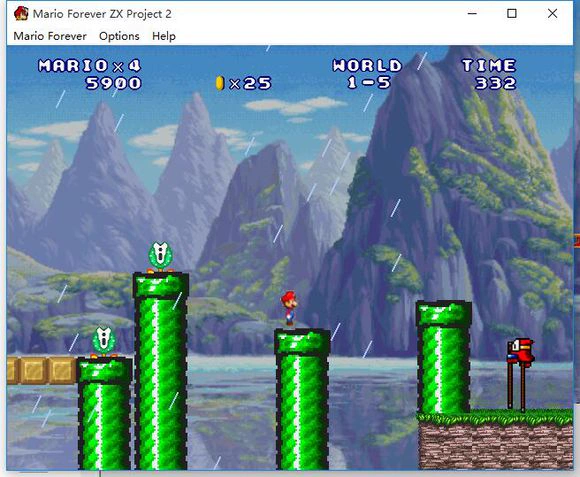 Mario Forever ZX Project 2
Mario Forever Options Help
MARIO×4 WORLD TIME
5900 ×25 1-5 332